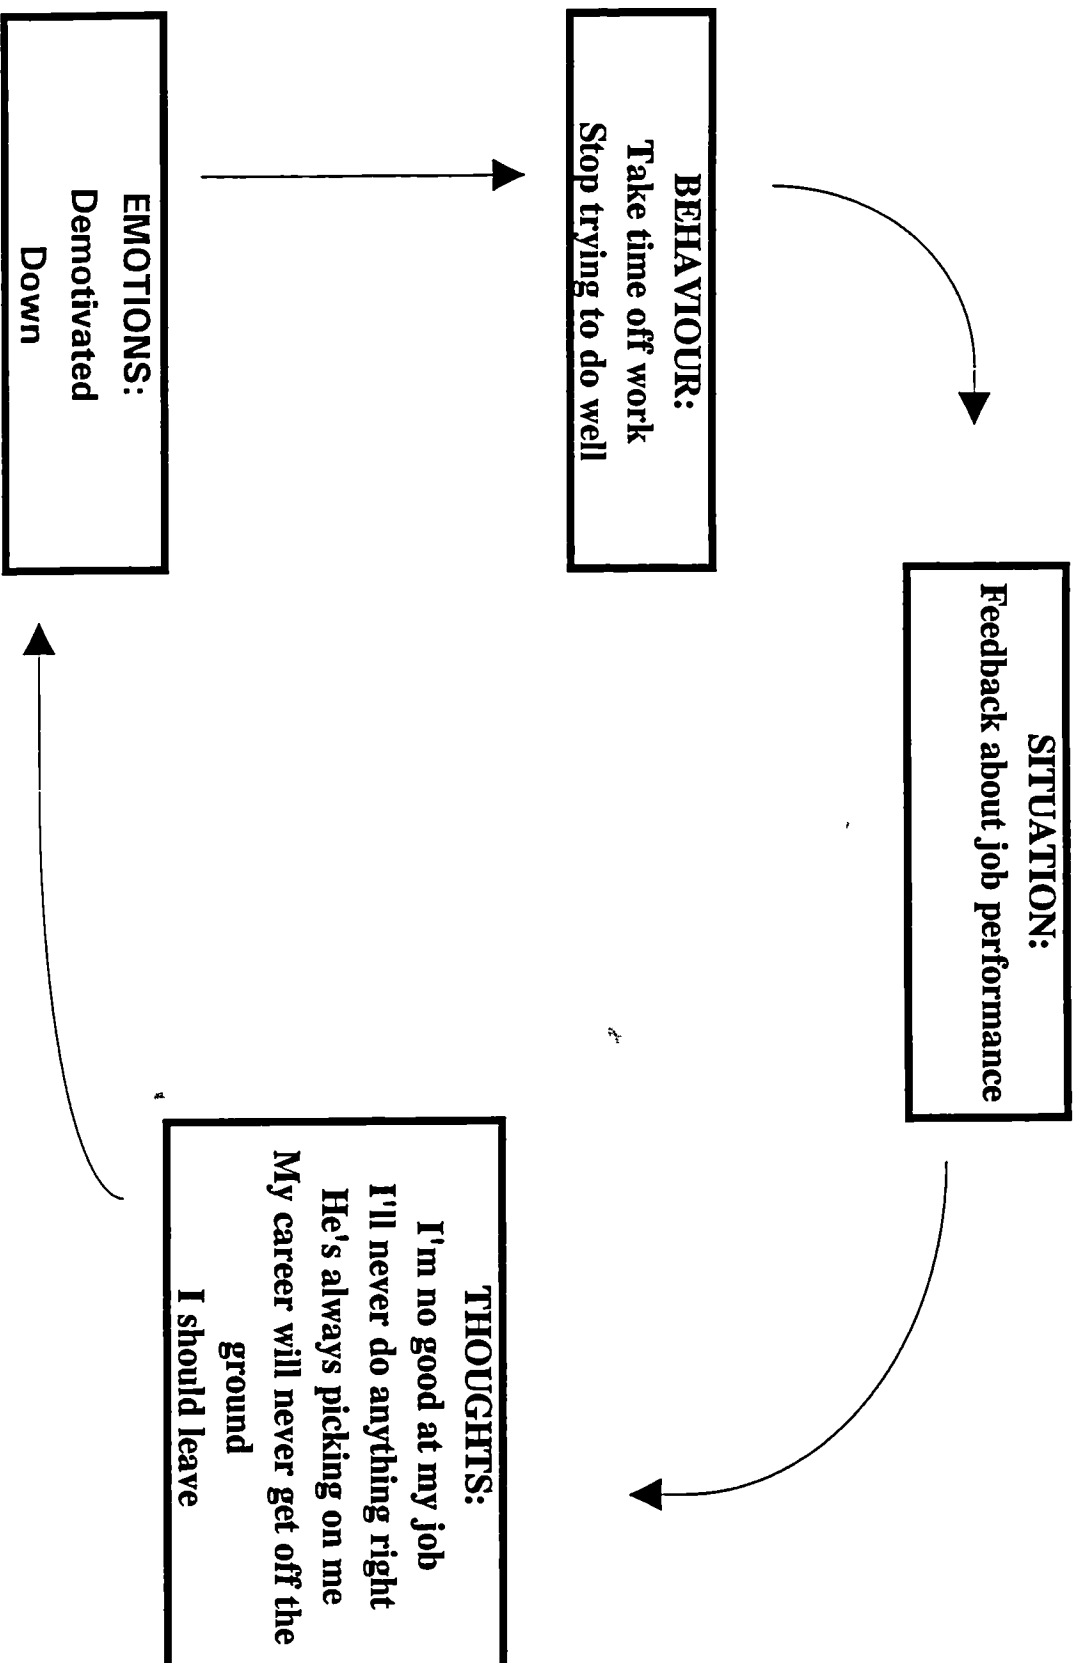 SITUATION:
Feedback about job performance
THOUGHTS:
I'm no good at my job
I'll never do anything right
He's always picking on me
My career will never get off the
ground
I should leave
EMOTIONS:
Demotivated
Down
BEHAVIOUR:
Take time off work
Stop trying to do well